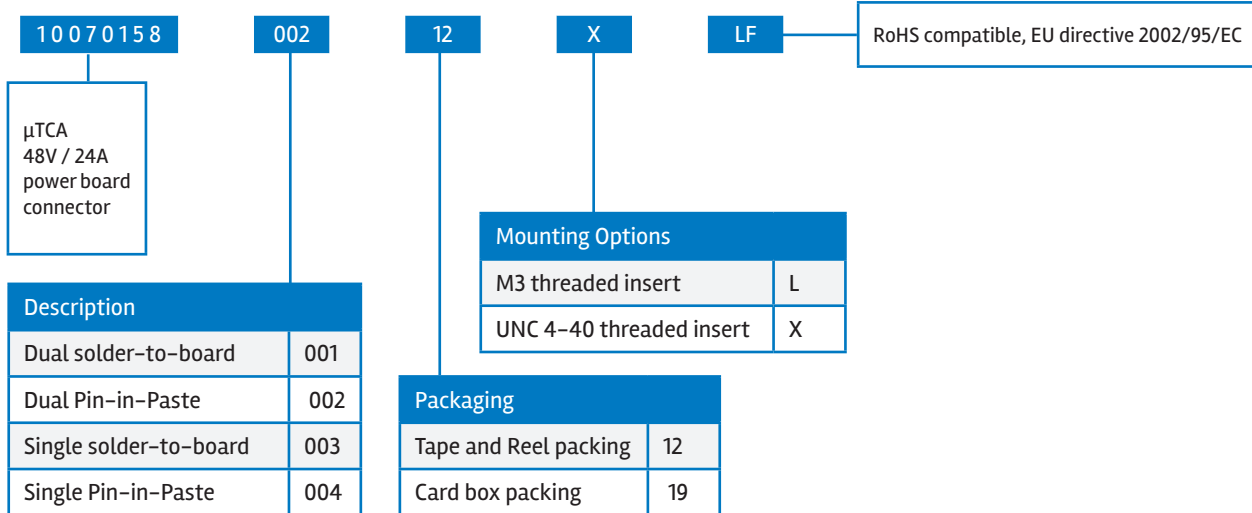 10070158 002 12 X LF RoHS compatible, EU directive 2002/95/EC
µTCA
48V / 24A
power board
connector
Mounting Options
M3 threaded insert L
UNC 4-40 threaded insert X
Description
Dual solder-to-board 001
Dual Pin-in-Paste 002
Single solder-to-board 003
Single Pin-in-Paste 004
Packaging
Tape and Reel packing 12
Card box packing 19